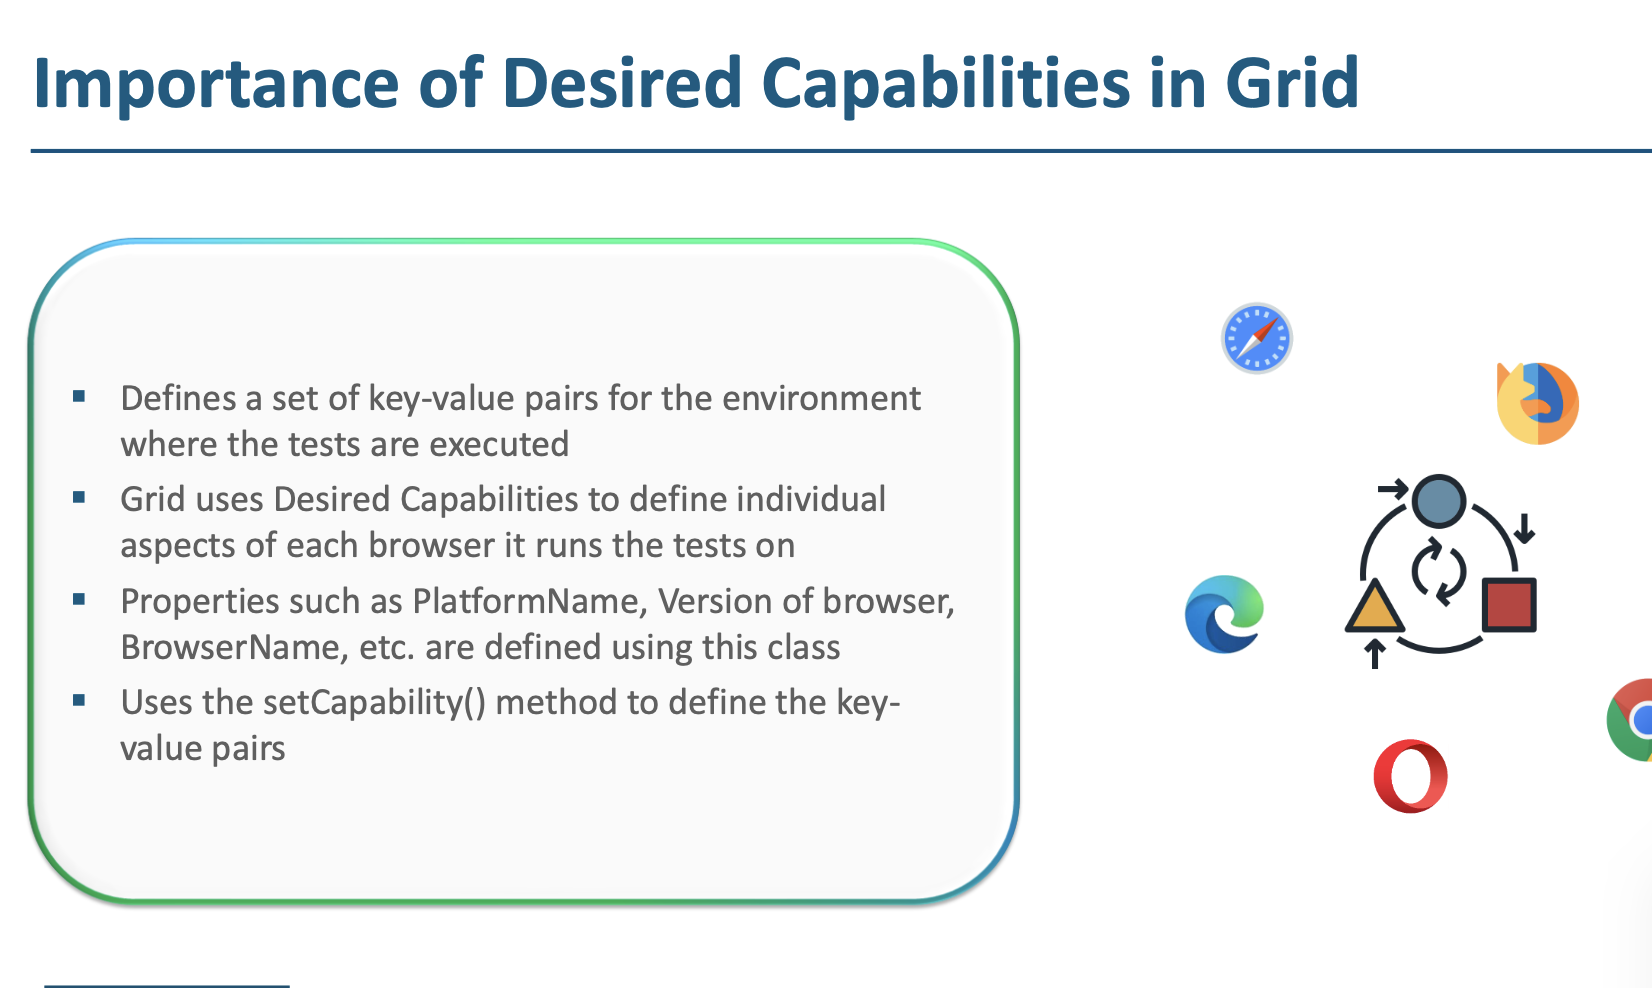 Importance of Desired Capabilities in Grid
Defines a set of key-value pairs for the environment
where the tests are executed
Grid uses Desired Capabilities to define individual
aspects of each browser it runs the tests on
Properties such as PlatformName, Version of browser,
BrowserName, etc. are defined using this class
Uses the setCapability() method to define the key-
value pairs